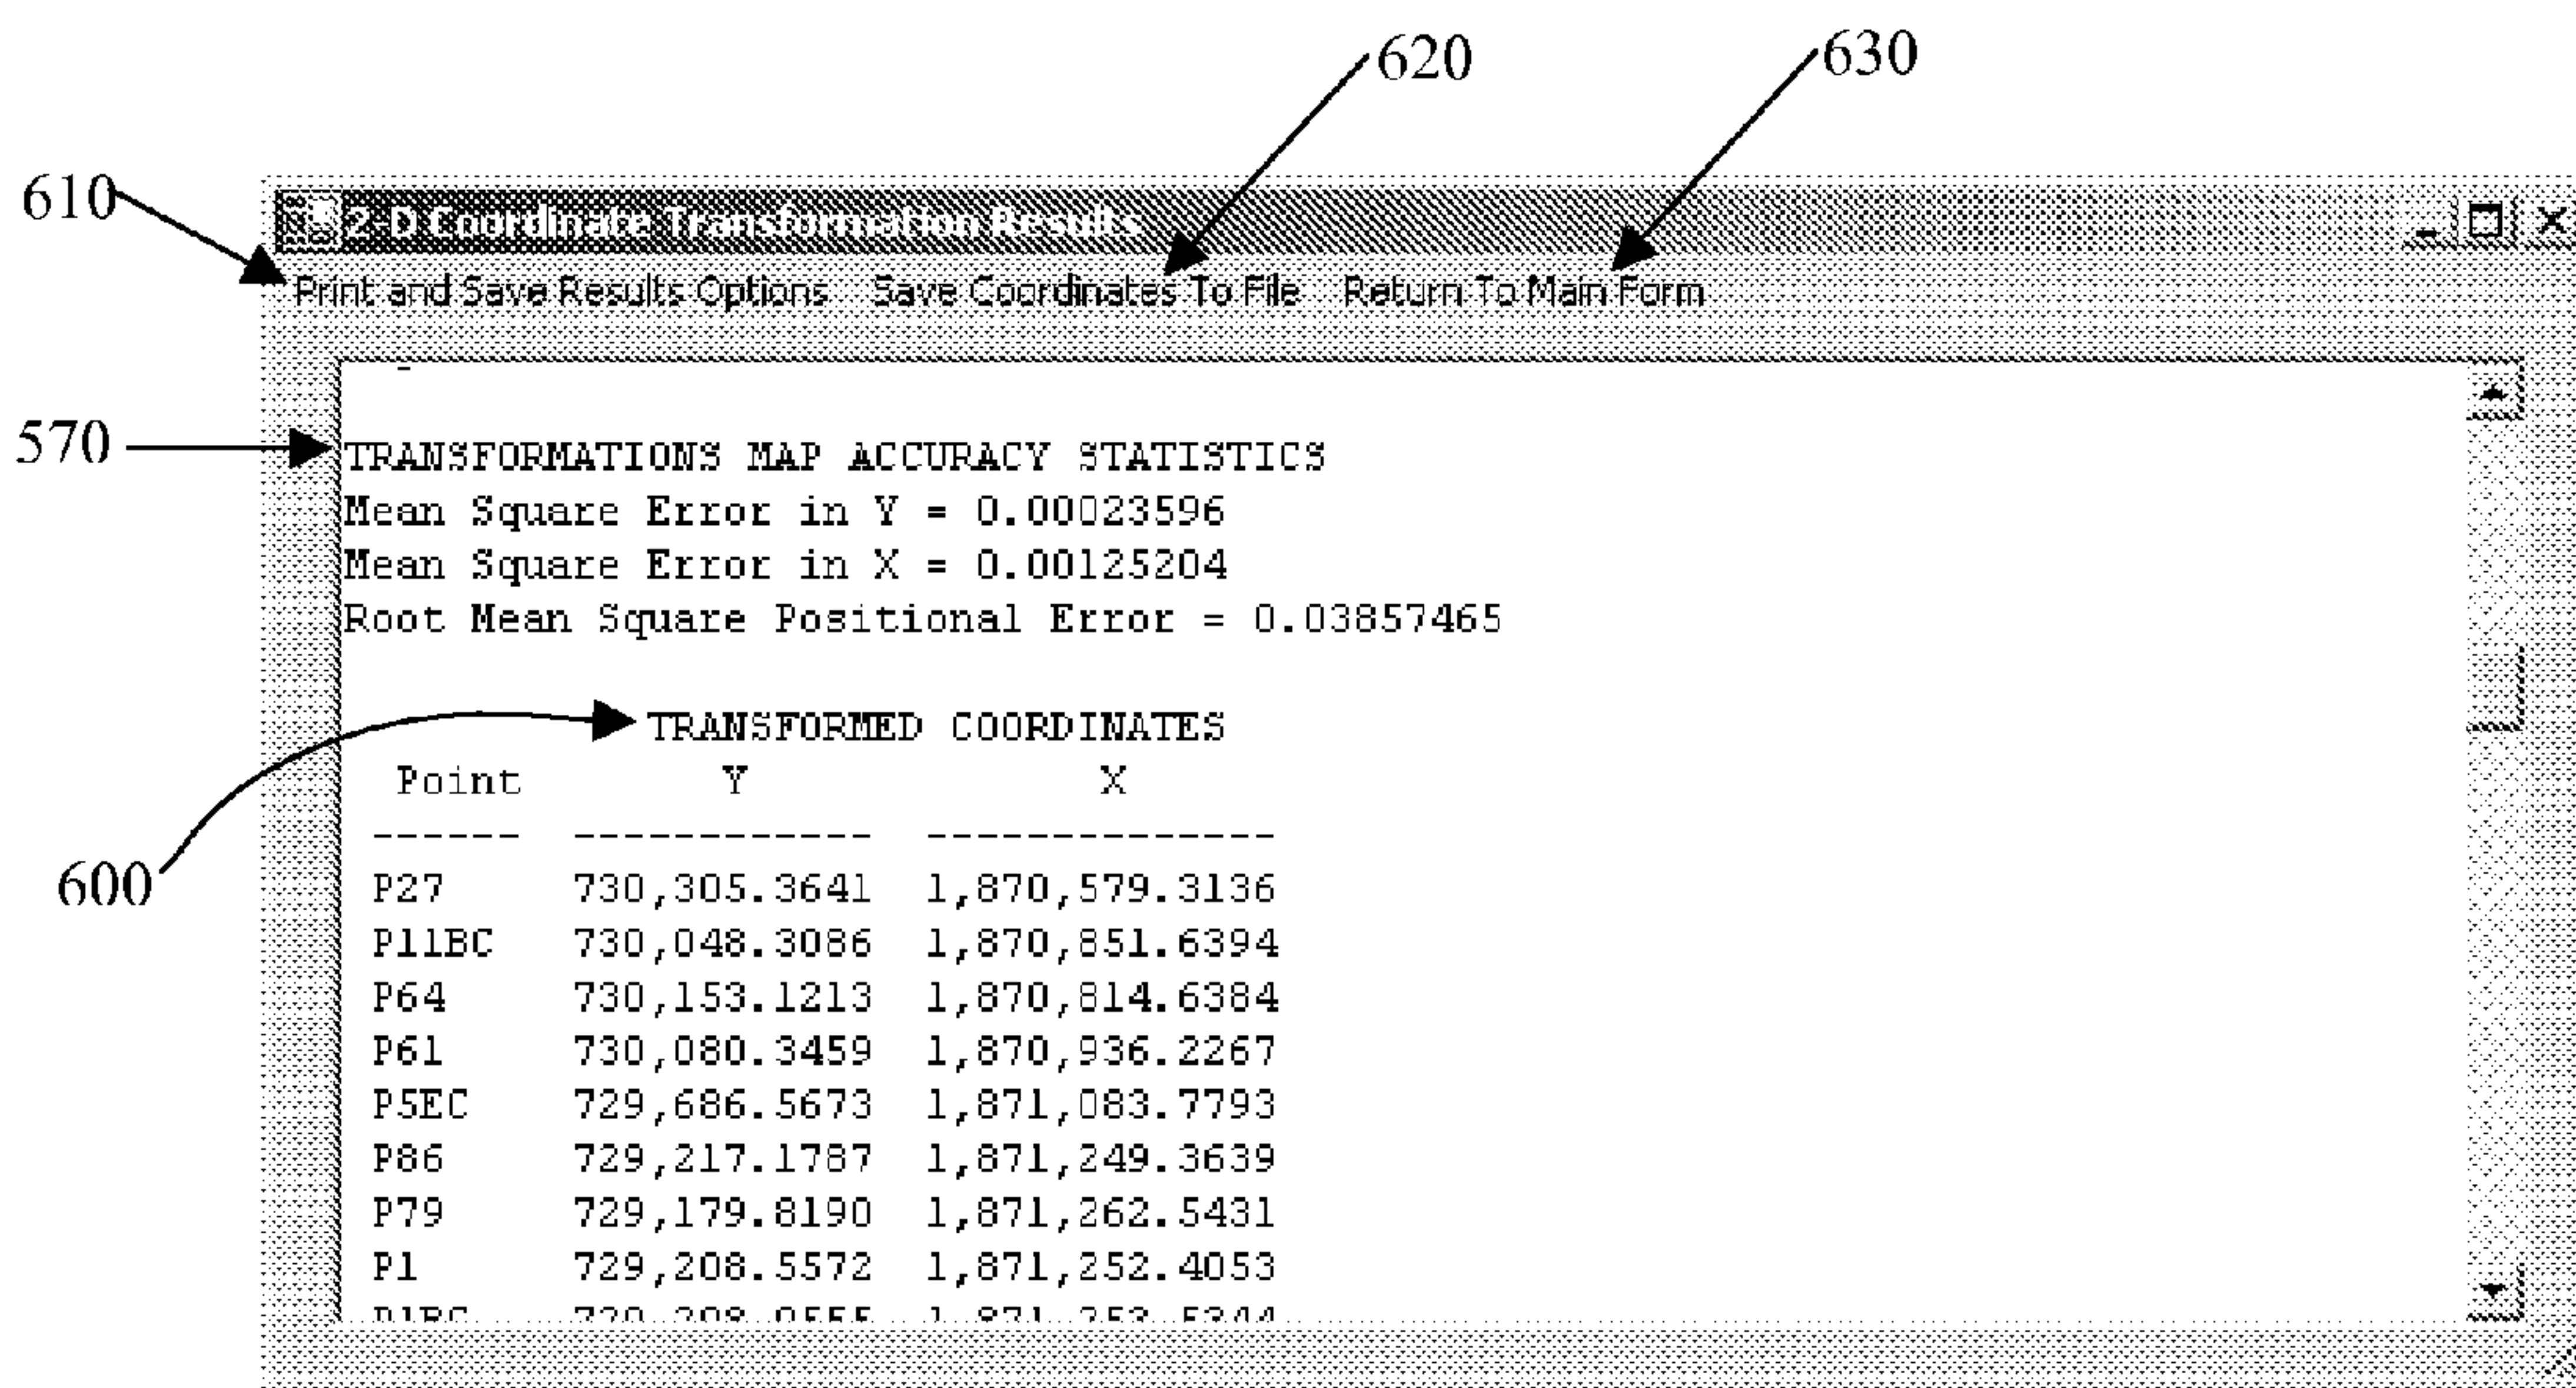 620
630
610
2-D Coordinate Transformation Results
Print and Save Results Options Save Coordinates To File Return To Main Form
570
TRANSFORMATIONS MAP ACCURACY STATISTICS
Mean Square Error in Y = 0.00023596
Mean Square Error in X = 0.00125204
Root Mean Square Positional Error = 0.03857465
TRANSFORMED COORDINATES
Point Y X
------ ------------ --------------
600
P27 730,305.3641 1,870,579.3136
P11BC 730,048.3086 1,870,851.6394
P64 730,153.1213 1,870,814.6384
P61 730,080.3459 1,870,936.2267
P5EC 729,686.5673 1,871,083.7793
P86 729,217.1787 1,871,249.3639
P79 729,179.8190 1,871,262.5431
P1 729,208.5572 1,871,252.4053